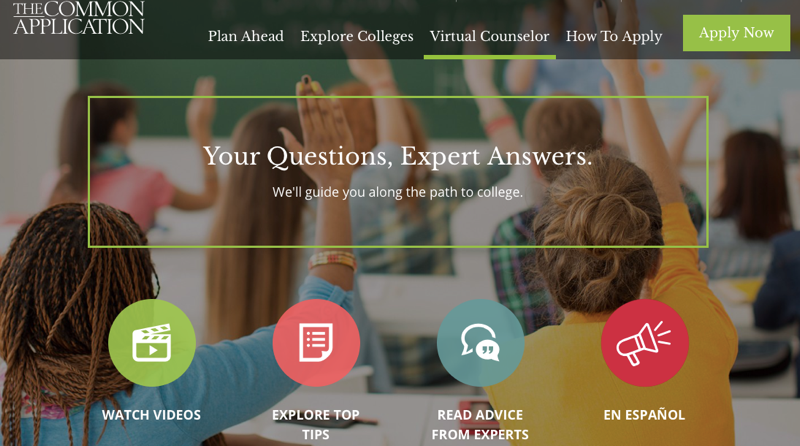 THE COMMON
APPLICATION
Plan Ahead
Explore Colleges
Virtual Counselor
How To Apply
Apply Now
Your Questions, Expert Answers.
We'll guide you along the path to college.
WATCH VIDEOS
EXPLORE TOP
TIPS
READ ADVICE
FROM EXPERTS
EN ESPAÑOL